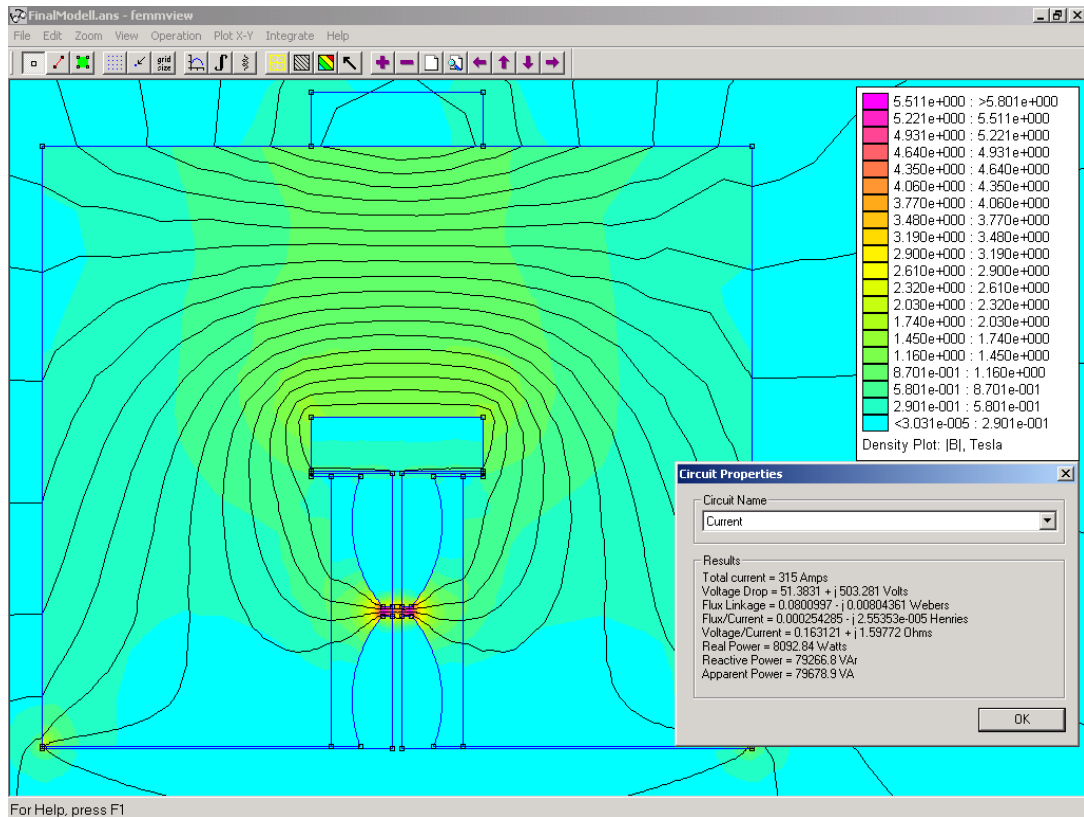 FinalModell.ans - femmview
File Edit Zoom View Operation Plot X-Y Integrate Help
grid
size
5.511e+000 : >5.801e+000
5.221e+000 : 5.511e+000
4.931e+000 : 5.221e+000
4.640e+000 : 4.931e+000
4.350e+000 : 4.640e+000
4.060e+000 : 4.350e+000
3.770e+000 : 4.060e+000
3.480e+000 : 3.770e+000
3.190e+000 : 3.480e+000
2.900e+000 : 3.190e+000
2.610e+000 : 2.900e+000
2.320e+000 : 2.610e+000
2.030e+000 : 2.320e+000
1.740e+000 : 2.030e+000
1.450e+000 : 1.740e+000
1.160e+000 : 1.450e+000
8.701e-001 : 1.160e+000
5.801e-001 : 8.701e-001
2.901e-001 : 5.801e-001
<3.031e-005 : 2.901e-001
Density Plot: |B|, Tesla
Circuit Properties
Circuit Name
Current
Results
Total current = 315 Amps
Voltage Drop = 51.3831 + j 503.281 Volts
Flux Linkage = 0.0800997 - j 0.00804361 Webers
Flux/Current = 0.000254285 - j 2.55353e-005 Henries
Voltage/Current = 0.163121 + j 1.59772 Ohms
Real Power = 8092.84 Watts
Reactive Power = 79266.8 VAr
Apparent Power = 79678.9 VA
OK
For Help, press F1